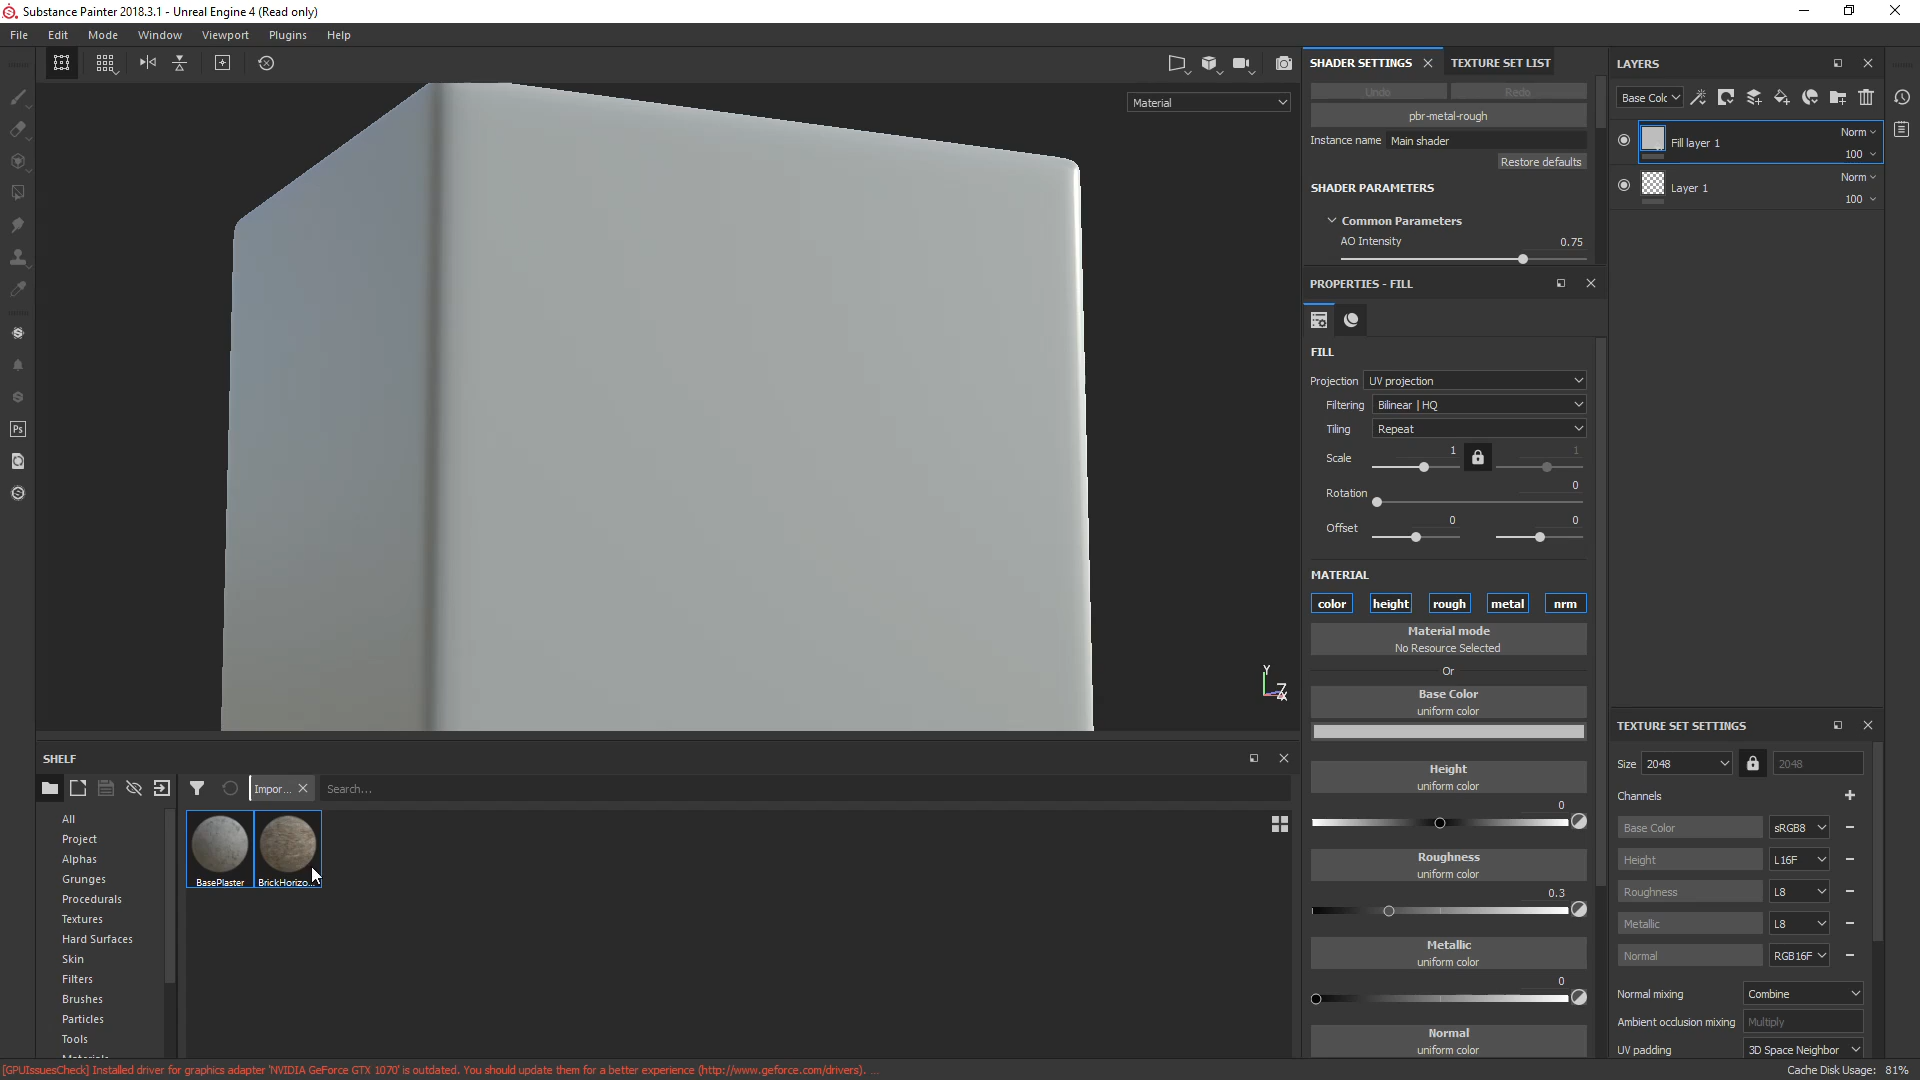 Substance Painter 2018.3.1 - Unreal Engine 4 (Read only)
File Edit Mode Window Viewport Plugins Help
Material
SHADER SETTINGS
TEXTURE SET LIST
Undo
Redo
pbr-metal-rough
Instance name Main shader
Restore defaults
SHADER PARAMETERS
Common Parameters
AO Intensity 0.75
PROPERTIES - FILL
FILL
Projection UV projection
Filtering Bilinear | HQ
Tiling Repeat
Scale 1 1
Rotation 0
Offset 0 0
MATERIAL
color height rough metal nrm
Material mode
No Resource Selected
Or
Base Color
uniform color
Height
uniform color
0
Roughness
uniform color
0.3
Metallic
uniform color
0
Normal
uniform color
LAYERS
Base Colo
Fill layer 1 Norm
100
Layer 1 Norm
100
TEXTURE SET SETTINGS
Size 2048 2048
Channels
Base Color sRGB8
Height L16F
Roughness L8
Metallic L8
Normal RGB16F
Normal mixing Combine
Ambient occlusion mixing Multiply
UV padding 3D Space Neighbor
Y
Z
Ps
SHELF
Impor...
Search...
All
Project
Alphas
Grunges
Procedurals
Textures
Hard Surfaces
Skin
Filters
Brushes
Particles
Tools
BasePlaster
BrickHorizo...
[GPUIssuesCheck] Installed driver for graphics adapter 'NVIDIA GeForce GTX 1070' is outdated. You should update them for a better experience (http://www.geforce.com/drivers). ...
Cache Disk Usage: 81%